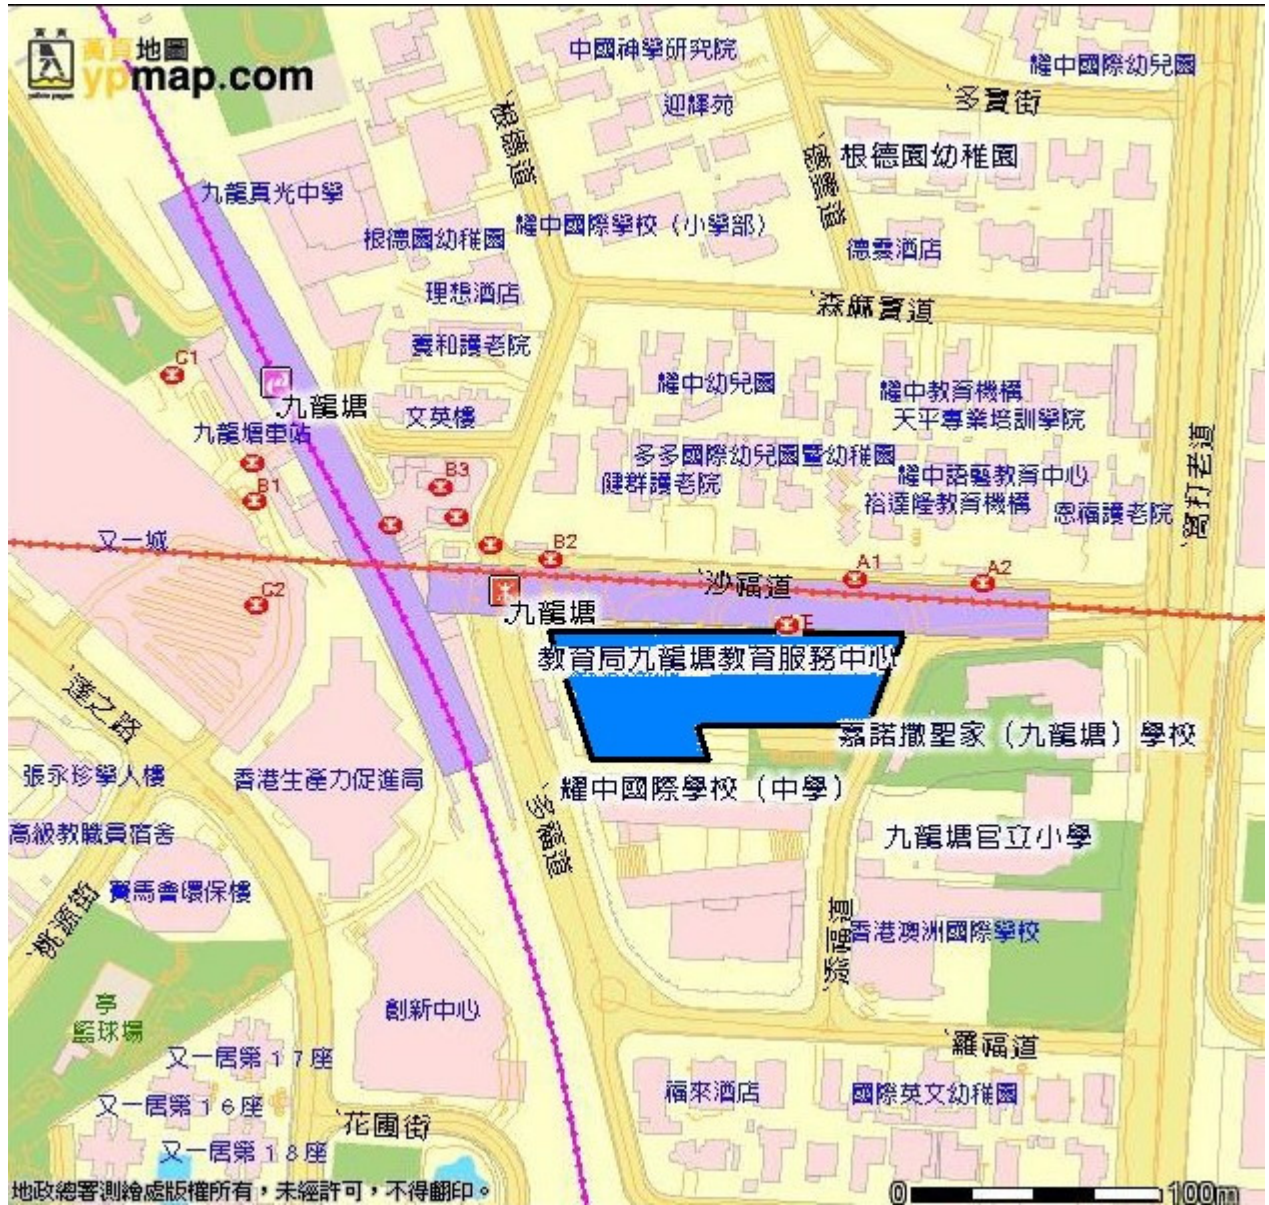 黃頁地圖
yellow pages
ypmap.com
中國神學研究院
耀中國際幼兒園
迎輝苑
多實街
根德道
德雲道
根德園幼稚園
九龍真光中學
根德園幼稚園
耀中國際學校（小學部）
德雲酒店
理想酒店
森麻實道
養和護老院
C1
耀中幼兒園
耀中教育機構
九龍塘
文英樓
天平專業培訓學院
九龍塘車站
多多國際幼兒園暨幼稚園
窩打老道
B3
健群護老院
耀中語藝教育中心
B1
裕達隆教育機構
恩福護老院
又一城
B2
A1
A2
C2
沙福道
九龍塘
E
教育局九龍塘教育服務中心
達之路
嘉諾撒聖家（九龍塘）學校
張永珍學人樓
香港生產力促進局
耀中國際學校（中學）
多福道
高級教職員宿舍
九龍塘官立小學
賽馬會環保樓
桃源街
添福道
香港澳洲國際學校
亭
籃球場
創新中心
羅福道
又一居第17座
福來酒店
國際英文幼稚園
又一居第16座
花圃街
又一居第18座
地政總署測繪處版權所有，未經許可，不得翻印。
0
100m